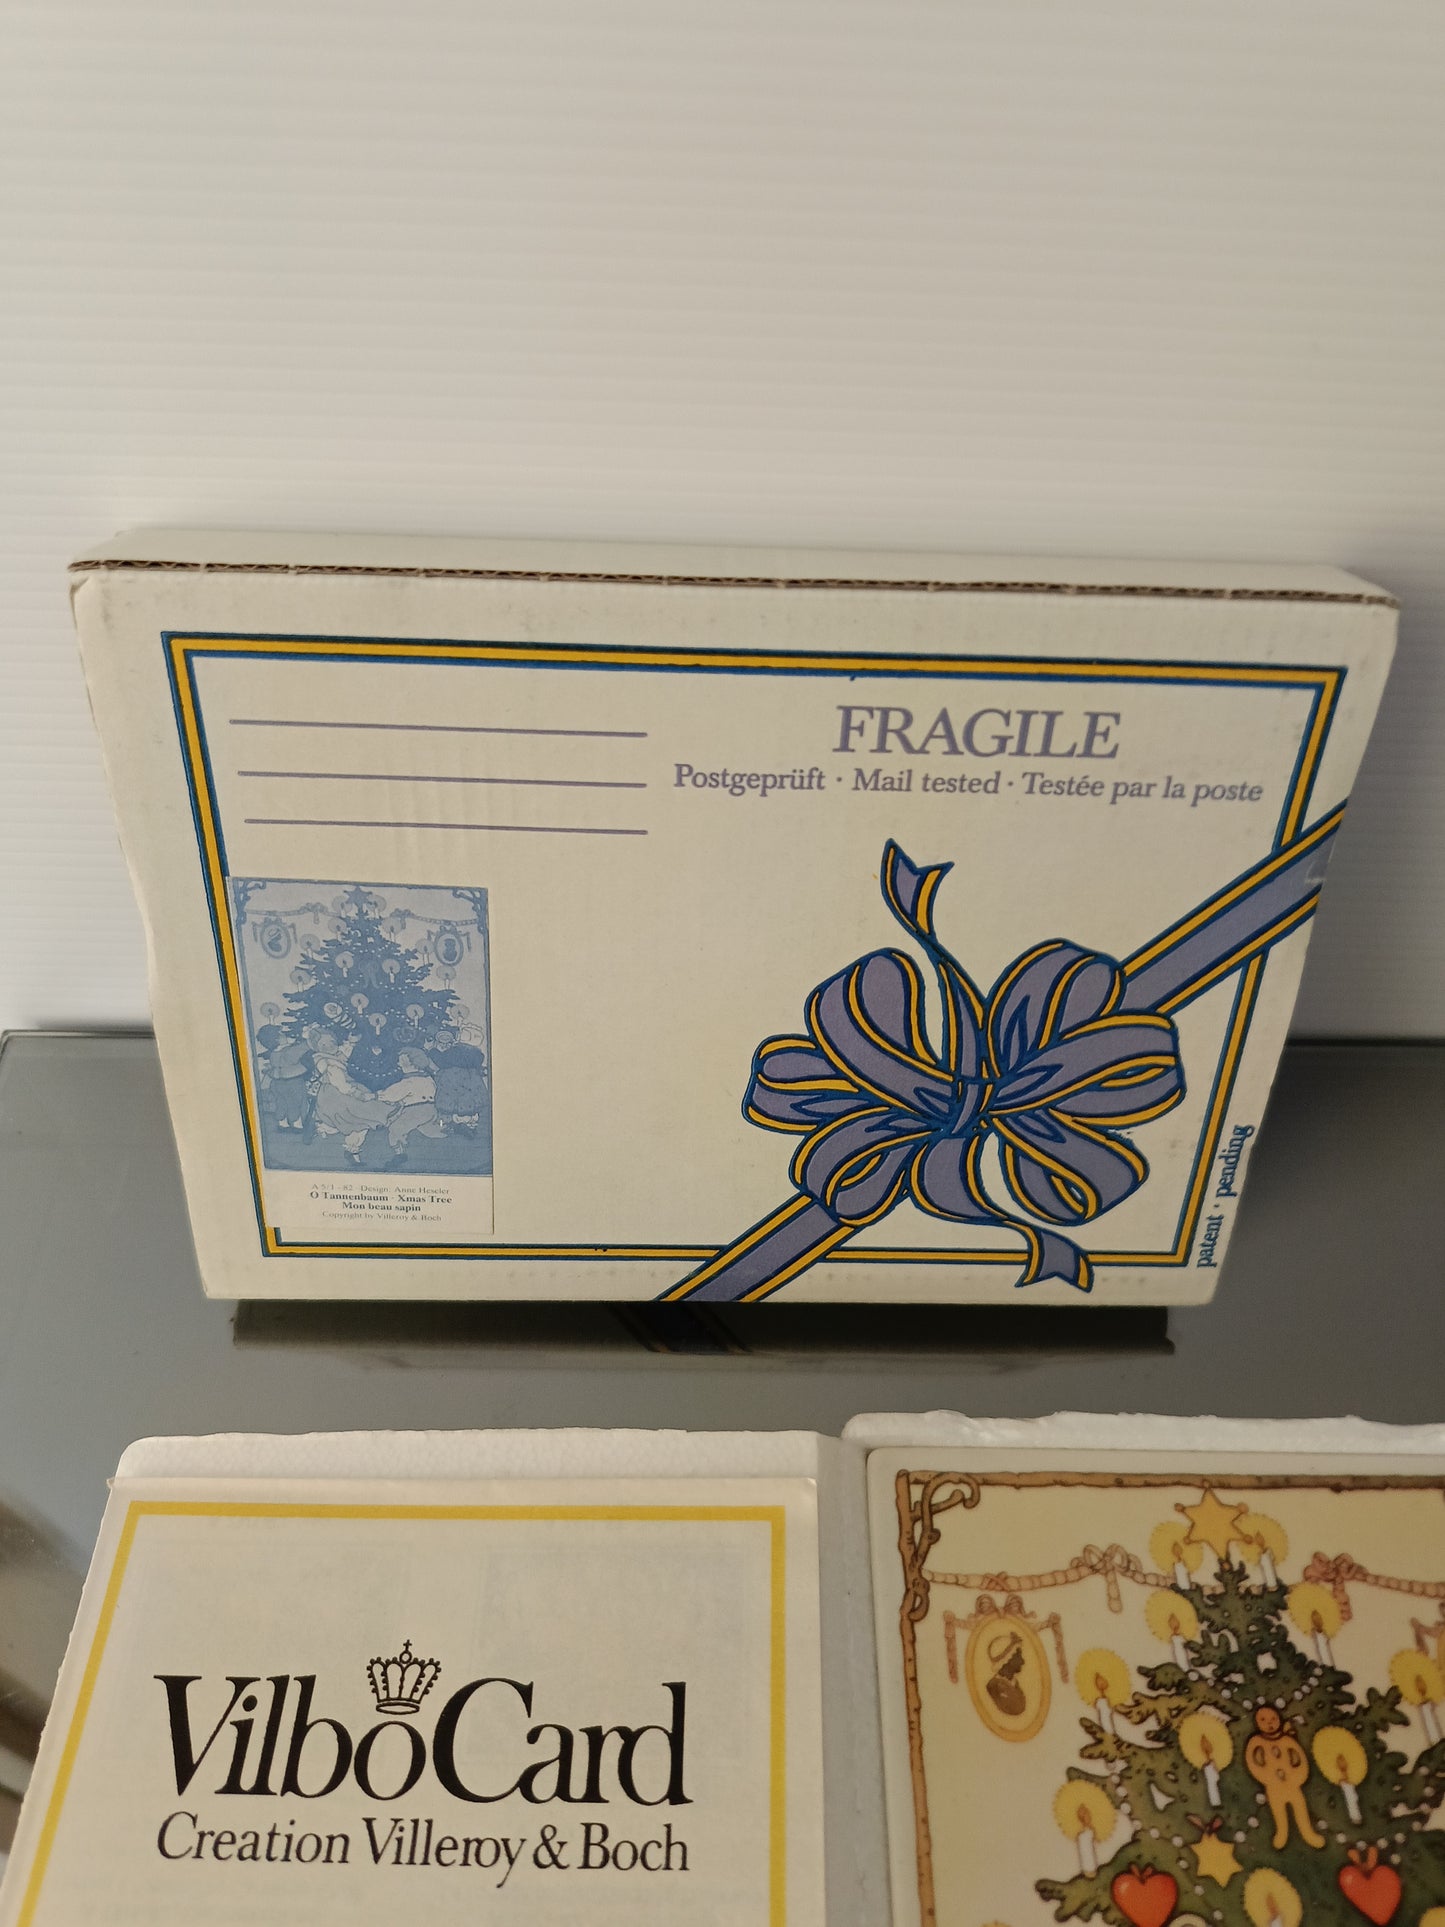 FRAGILE
Postgeprüft · Mail tested · Testée par la poste
A 5/1 - 82 - Design: Anne Heseler
O Tannenbaum · Xmas Tree
Mon beau sapin
Copyright by Villeroy & Boch
patent · pending
VilboCard
Creation Villeroy & Boch